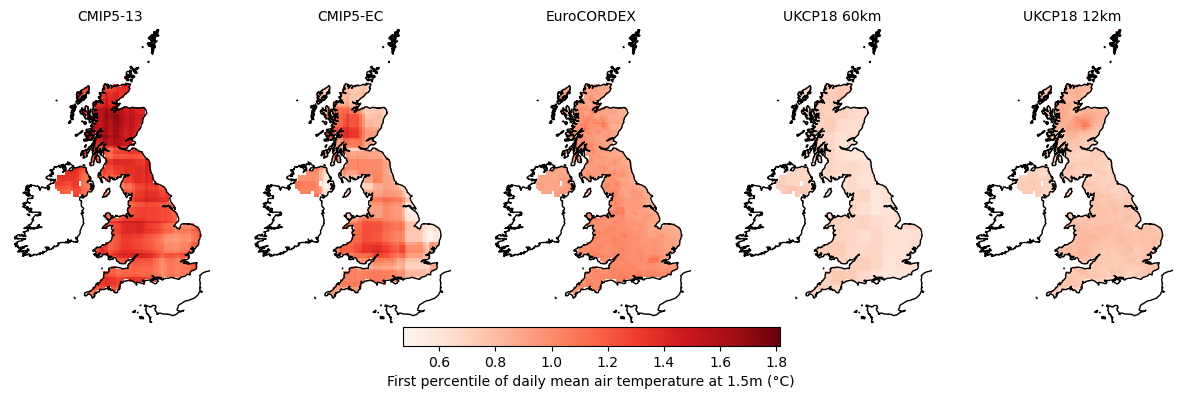 CMIP5-13
CMIP5-EC
EuroCORDEX
UKCP18 60km
UKCP18 12km
0.6
0.8
1.0
1.2
1.4
1.6
1.8
First percentile of daily mean air temperature at 1.5m (°C)